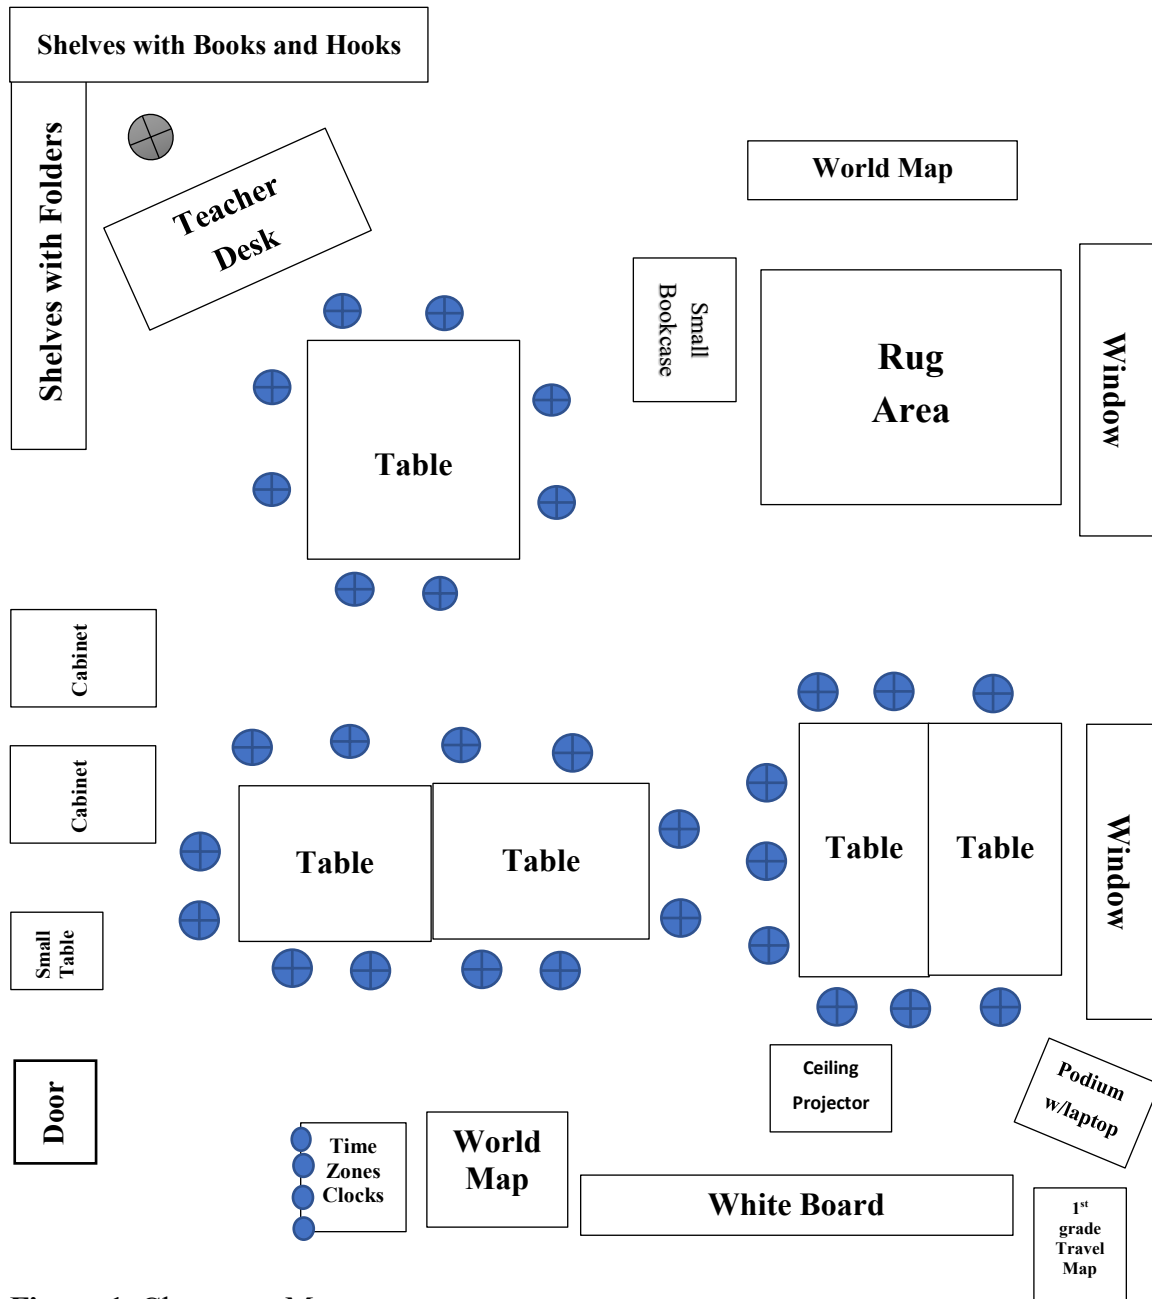 Shelves with Books and Hooks
Shelves with Folders
Teacher
Desk
World Map
Small
Bookcase
Rug
Area
Window
Table
Cabinet
Cabinet
Table
Table
Table
Table
Window
Small
Table
Door
Ceiling
Projector
Podium
w/laptop
Time
Zones
Clocks
World
Map
White Board
1st
grade
Travel
Map